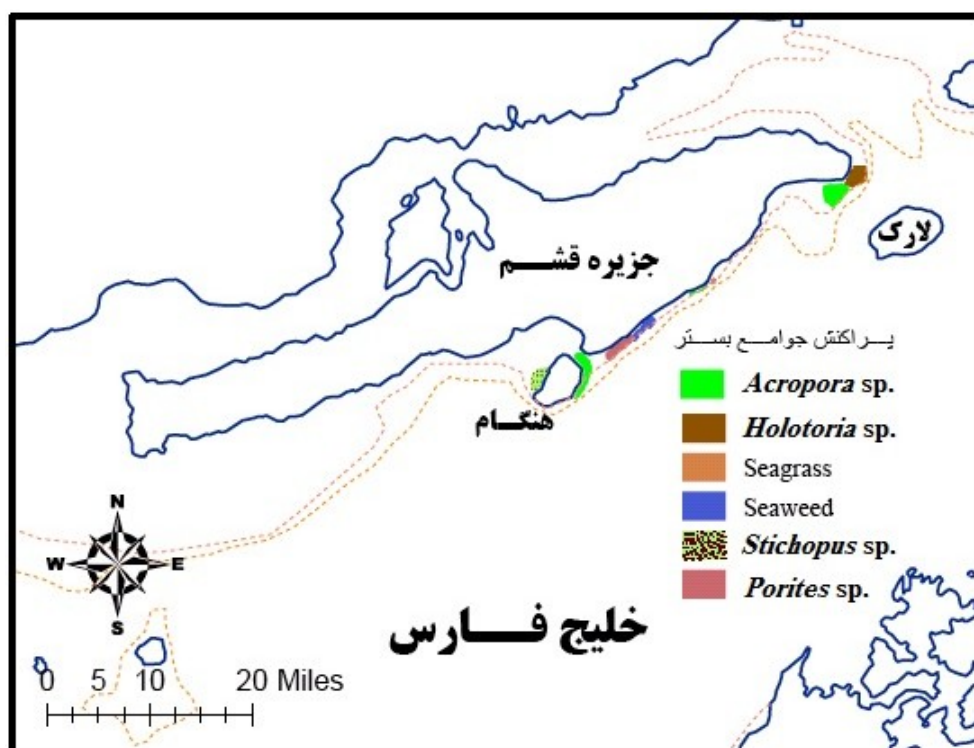 لارک
جزیره قشـــم
پـــراکنش جوامـــع بســـتر
Acropora sp.
Holotoria sp.
هنگـــام
Seagrass
Seaweed
Stichopus sp.
Porites sp.
N
W E
S
خلیج فـــــارس
0 5 10 20 Miles